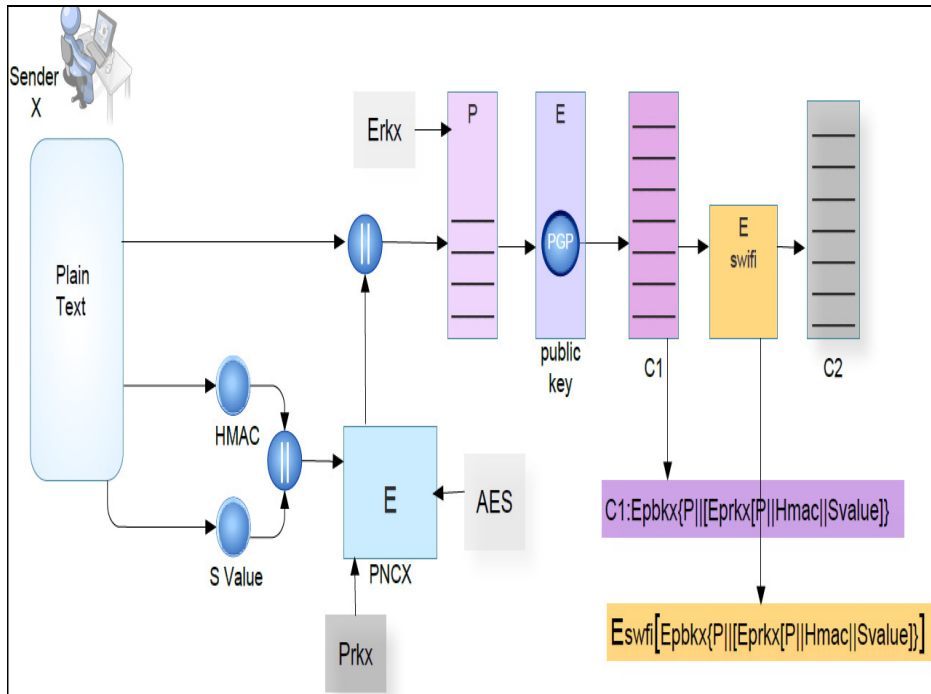 Sender
X
Plain
Text
HMAC
S Value
||
||
E
PNCX
AES
Prkx
Erkx
P
E
PGP
public
key
C1
E
swifi
C2
C1:Epbkx{P||[Eprkx[P||Hmac||Svalue]}
Eswfi[Epbkx{P||[Eprkx[P||Hmac||Svalue]}]